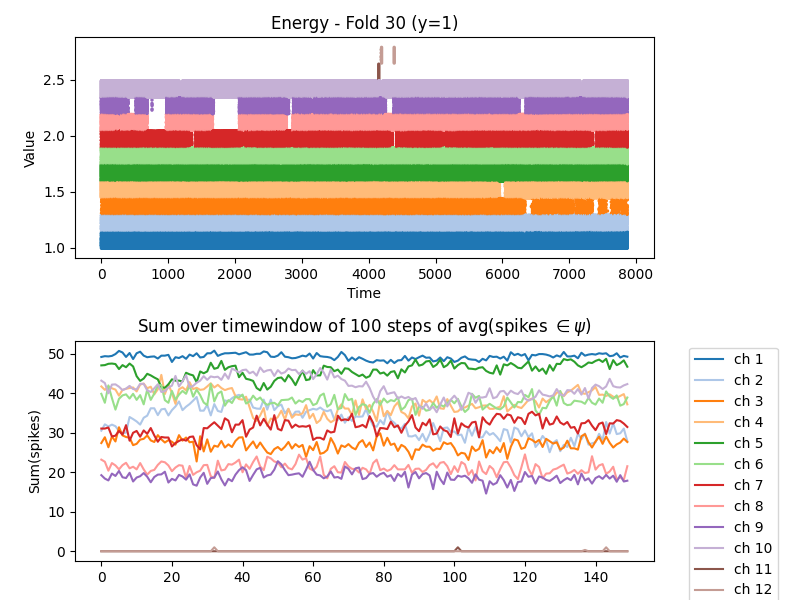 Energy - Fold 30 (y=1)
Value
2.5
2.0
1.5
1.0
0 1000 2000 3000 4000 5000 6000 7000 8000
Time
Sum over timewindow of 100 steps of avg(spikes ∈ ψ)
Sum(spikes)
50
40
30
20
10
0
0 20 40 60 80 100 120 140
ch 1
ch 2
ch 3
ch 4
ch 5
ch 6
ch 7
ch 8
ch 9
ch 10
ch 11
ch 12